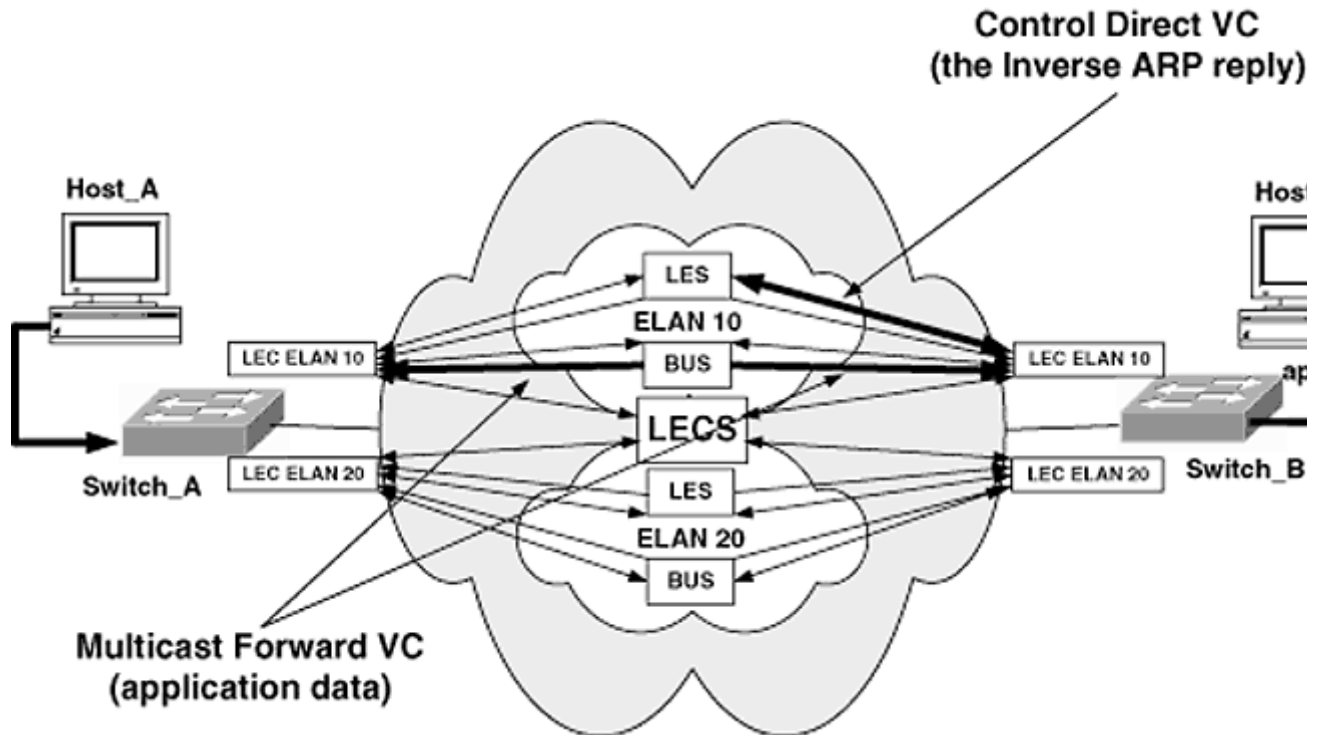 Control Direct VC
(the Inverse ARP reply)
Host_A
LES
ELAN 10
LEC ELAN 10
BUS
LEC ELAN 10
LECS
Switch_A
LEC ELAN 20
LES
ELAN 20
BUS
LEC ELAN 20
Switch_B
Multicast Forward VC
(application data)